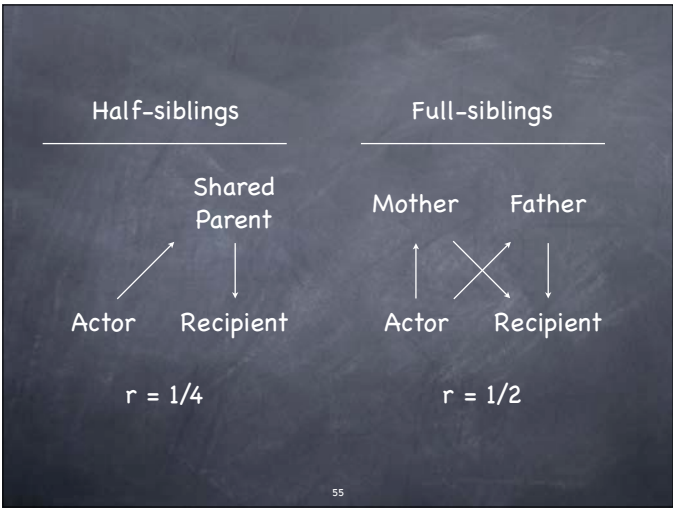 Half-siblings
Shared
Parent
Actor Recipient
r = 1/4
Full-siblings
Mother Father
Actor Recipient
r = 1/2
55